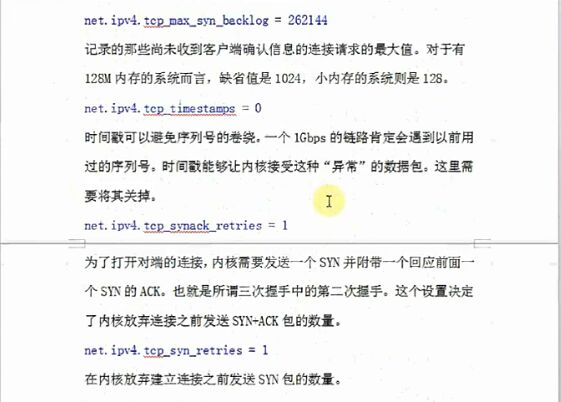 net.ipv4.tcp_max_syn_backlog = 262144
记录的那些尚未收到客户端确认信息的连接请求的最大值。对于有
128M 内存的系统而言，缺省值是 1024，小内存的系统则是 128。
net.ipv4.tcp_timestamps = 0
时间戳可以避免序列号的卷绕。一个 1Gbps 的链路肯定会遇到以前用
过的序列号。时间戳能够让内核接受这种“异常”的数据包。这里需
要将其关掉。
net.ipv4.tcp_synack_retries = 1
为了打开对端的连接，内核需要发送一个 SYN 并附带一个回应前面一
个 SYN 的 ACK。也就是所谓三次握手中的第二次握手。这个设置决定
了内核放弃连接之前发送 SYN+ACK 包的数量。
net.ipv4.tcp_syn_retries = 1
在内核放弃建立连接之前发送 SYN 包的数量。